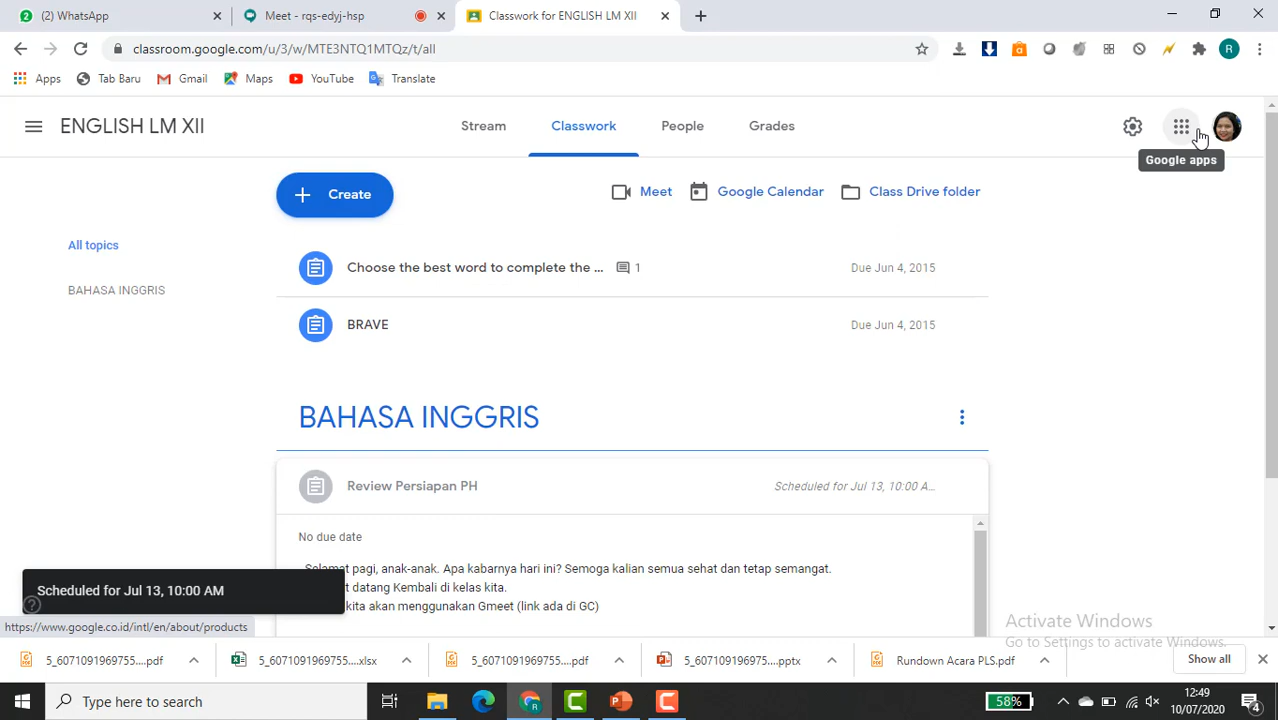 2 (3) WhatsApp
Meet - rqs-edyj-hsp
Classwork for ENGLISH LM XII
classroom.google.com/u/3/w/MTE3NTQ1MTQz/t/all
R
Apps
Tab Baru
Gmail
Maps
YouTube
Translate
ENGLISH LM XII
Stream
Classwork
People
Grades
Google apps
+ Create
Meet
Google Calendar
Class Drive folder
All topics
BAHASA INGGRIS
Choose the best word to complete the ...
1
Due Jun 4, 2015
BRAVE
Due Jun 4, 2015
BAHASA INGGRIS
Review Persiapan PH
Scheduled for Jul 13, 10:00 A...
No due date
Selamat pagi, anak-anak. Apa kabarnya hari ini? Semoga kalian semua sehat dan tetap semangat.
t datang Kembali di kelas kita.
kita akan menggunakan Gmeet (link ada di GC)
Scheduled for Jul 13, 10:00 AM
https://www.google.co.id/intl/en/about/products
Activate Windows
Go to Settings to activate Windows.
5_6071091969755....pdf
5_6071091969755....xlsx
5_6071091969755....pdf
5_6071091969755....pptx
Rundown Acara PLS.pdf
Show all
Type here to search
58%
12:49
10/07/2020
4